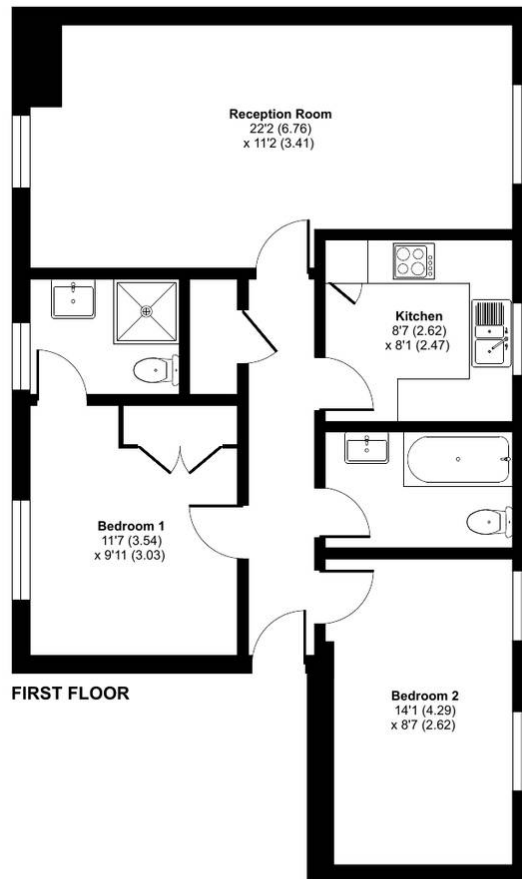 Reception Room
22'2 (6.76)
x 11'2 (3.41)
Kitchen
8'7 (2.62)
x 8'1 (2.47)
Bedroom 1
11'7 (3.54)
x 9'11 (3.03)
FIRST FLOOR
Bedroom 2
14'1 (4.29)
x 8'7 (2.62)